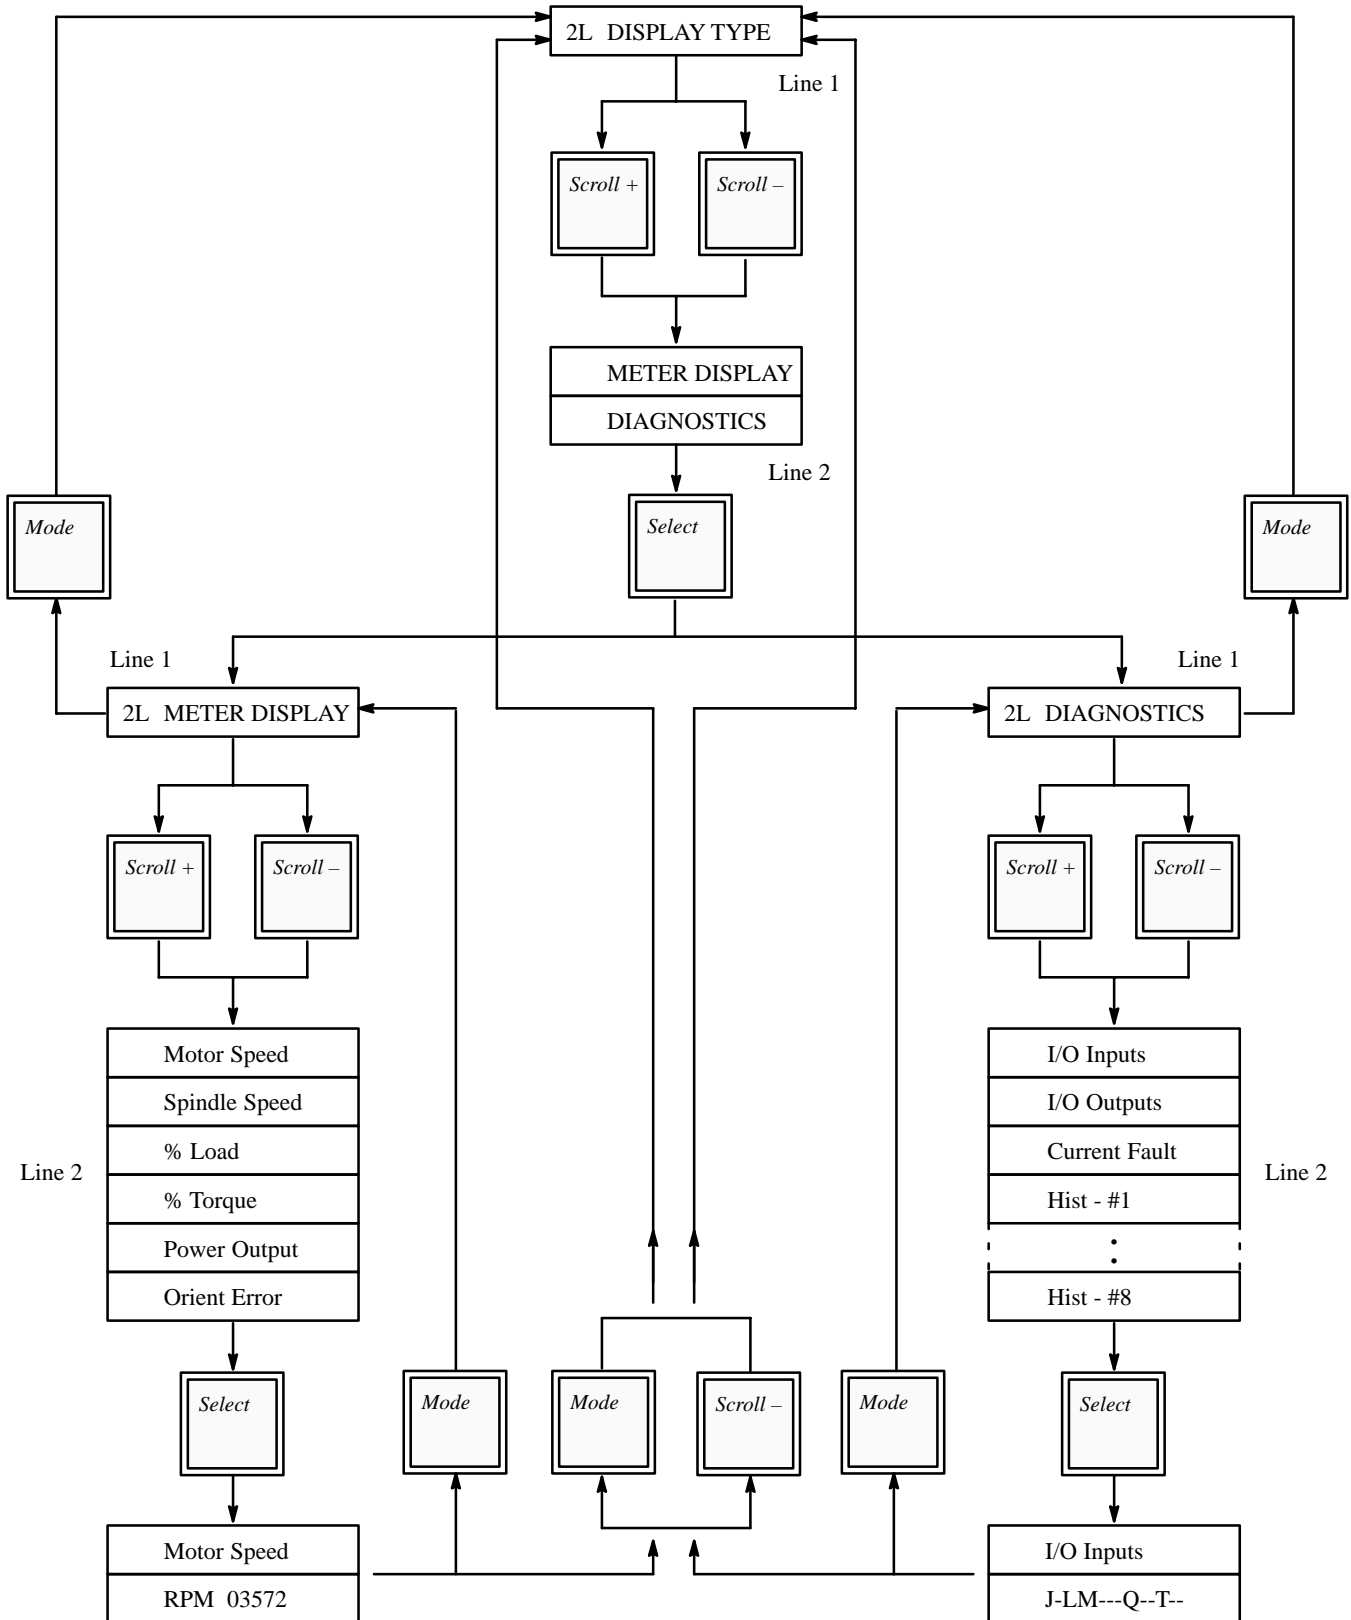 2L DISPLAY TYPE
Line 1
Scroll +
Scroll –
METER DISPLAY
DIAGNOSTICS
Line 2
Mode
Select
Mode
Line 1
Line 1
2L METER DISPLAY
2L DIAGNOSTICS
Scroll +
Scroll –
Scroll +
Scroll –
Motor Speed
Spindle Speed
% Load
% Torque
Power Output
Orient Error
Line 2
I/O Inputs
I/O Outputs
Current Fault
Hist - #1
:
Hist - #8
Line 2
Select
Mode
Mode
Scroll –
Mode
Select
Motor Speed
RPM 03572
I/O Inputs
J-LM---Q--T--